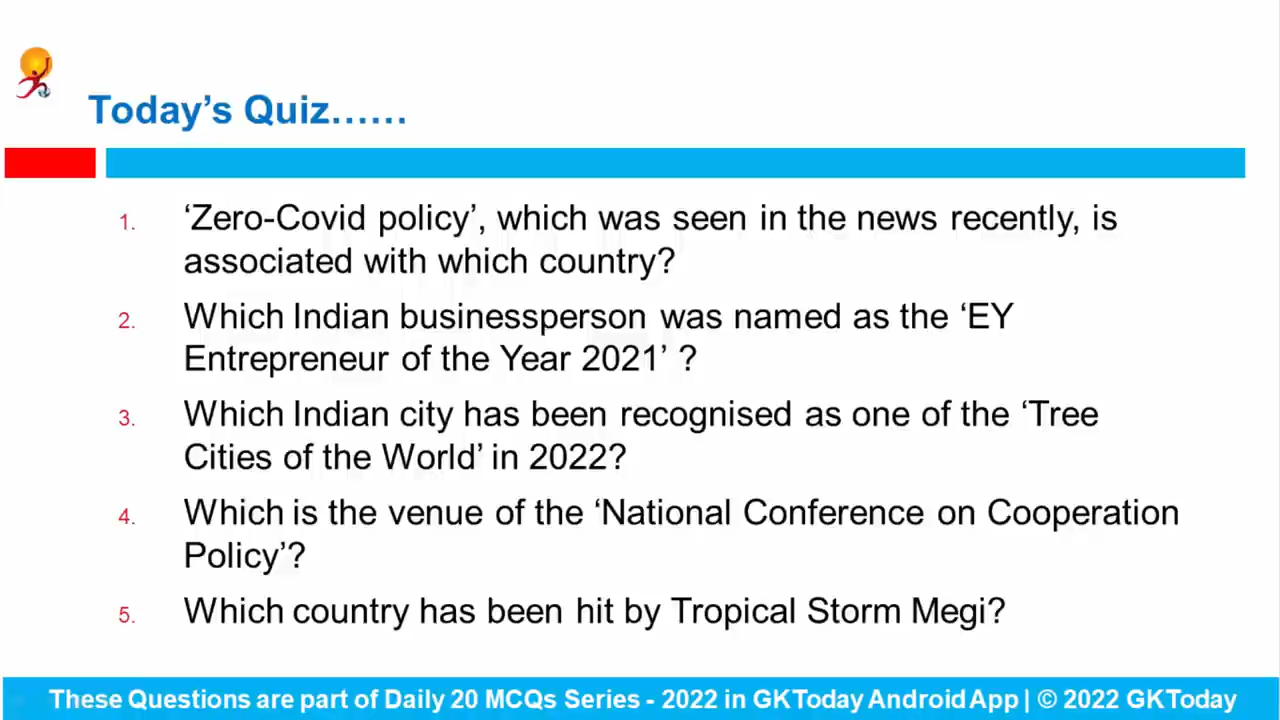 Today’s Quiz......
1. ‘Zero-Covid policy’, which was seen in the news recently, is
associated with which country?
2. Which Indian businessperson was named as the ‘EY
Entrepreneur of the Year 2021’ ?
3. Which Indian city has been recognised as one of the ‘Tree
Cities of the World’ in 2022?
4. Which is the venue of the ‘National Conference on Cooperation
Policy’?
5. Which country has been hit by Tropical Storm Megi?
These Questions are part of Daily 20 MCQs Series - 2022 in GKToday Android App | © 2022 GKToday